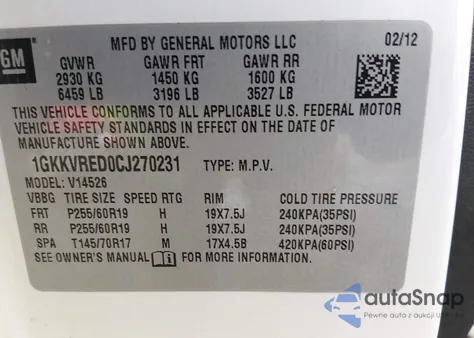 GM
MFD BY GENERAL MOTORS LLC 02/12
GVWR GAWR FRT GAWR RR
2930 KG 1450 KG 1600 KG
6459 LB 3196 LB 3527 LB
THIS VEHICLE CONFORMS TO ALL APPLICABLE U.S. FEDERAL MOTOR
VEHICLE SAFETY STANDARDS IN EFFECT ON THE DATE OF
MANUFACTURE SHOWN ABOVE.
1GKKVRED0CJ270231 TYPE: M.P.V.
MODEL: V14526
VBBG TIRE SIZE SPEED RTG RIM COLD TIRE PRESSURE
FRT P255/60R19 H 19X7.5J 240KPA(35PSI)
RR P255/60R19 H 19X7.5J 240KPA(35PSI)
SPA T145/70R17 M 17X4.5B 420KPA(60PSI)
SEE OWNER'S MANUAL FOR MORE INFORMATION.
autoSnap
Pewne auta z aukcji w USA